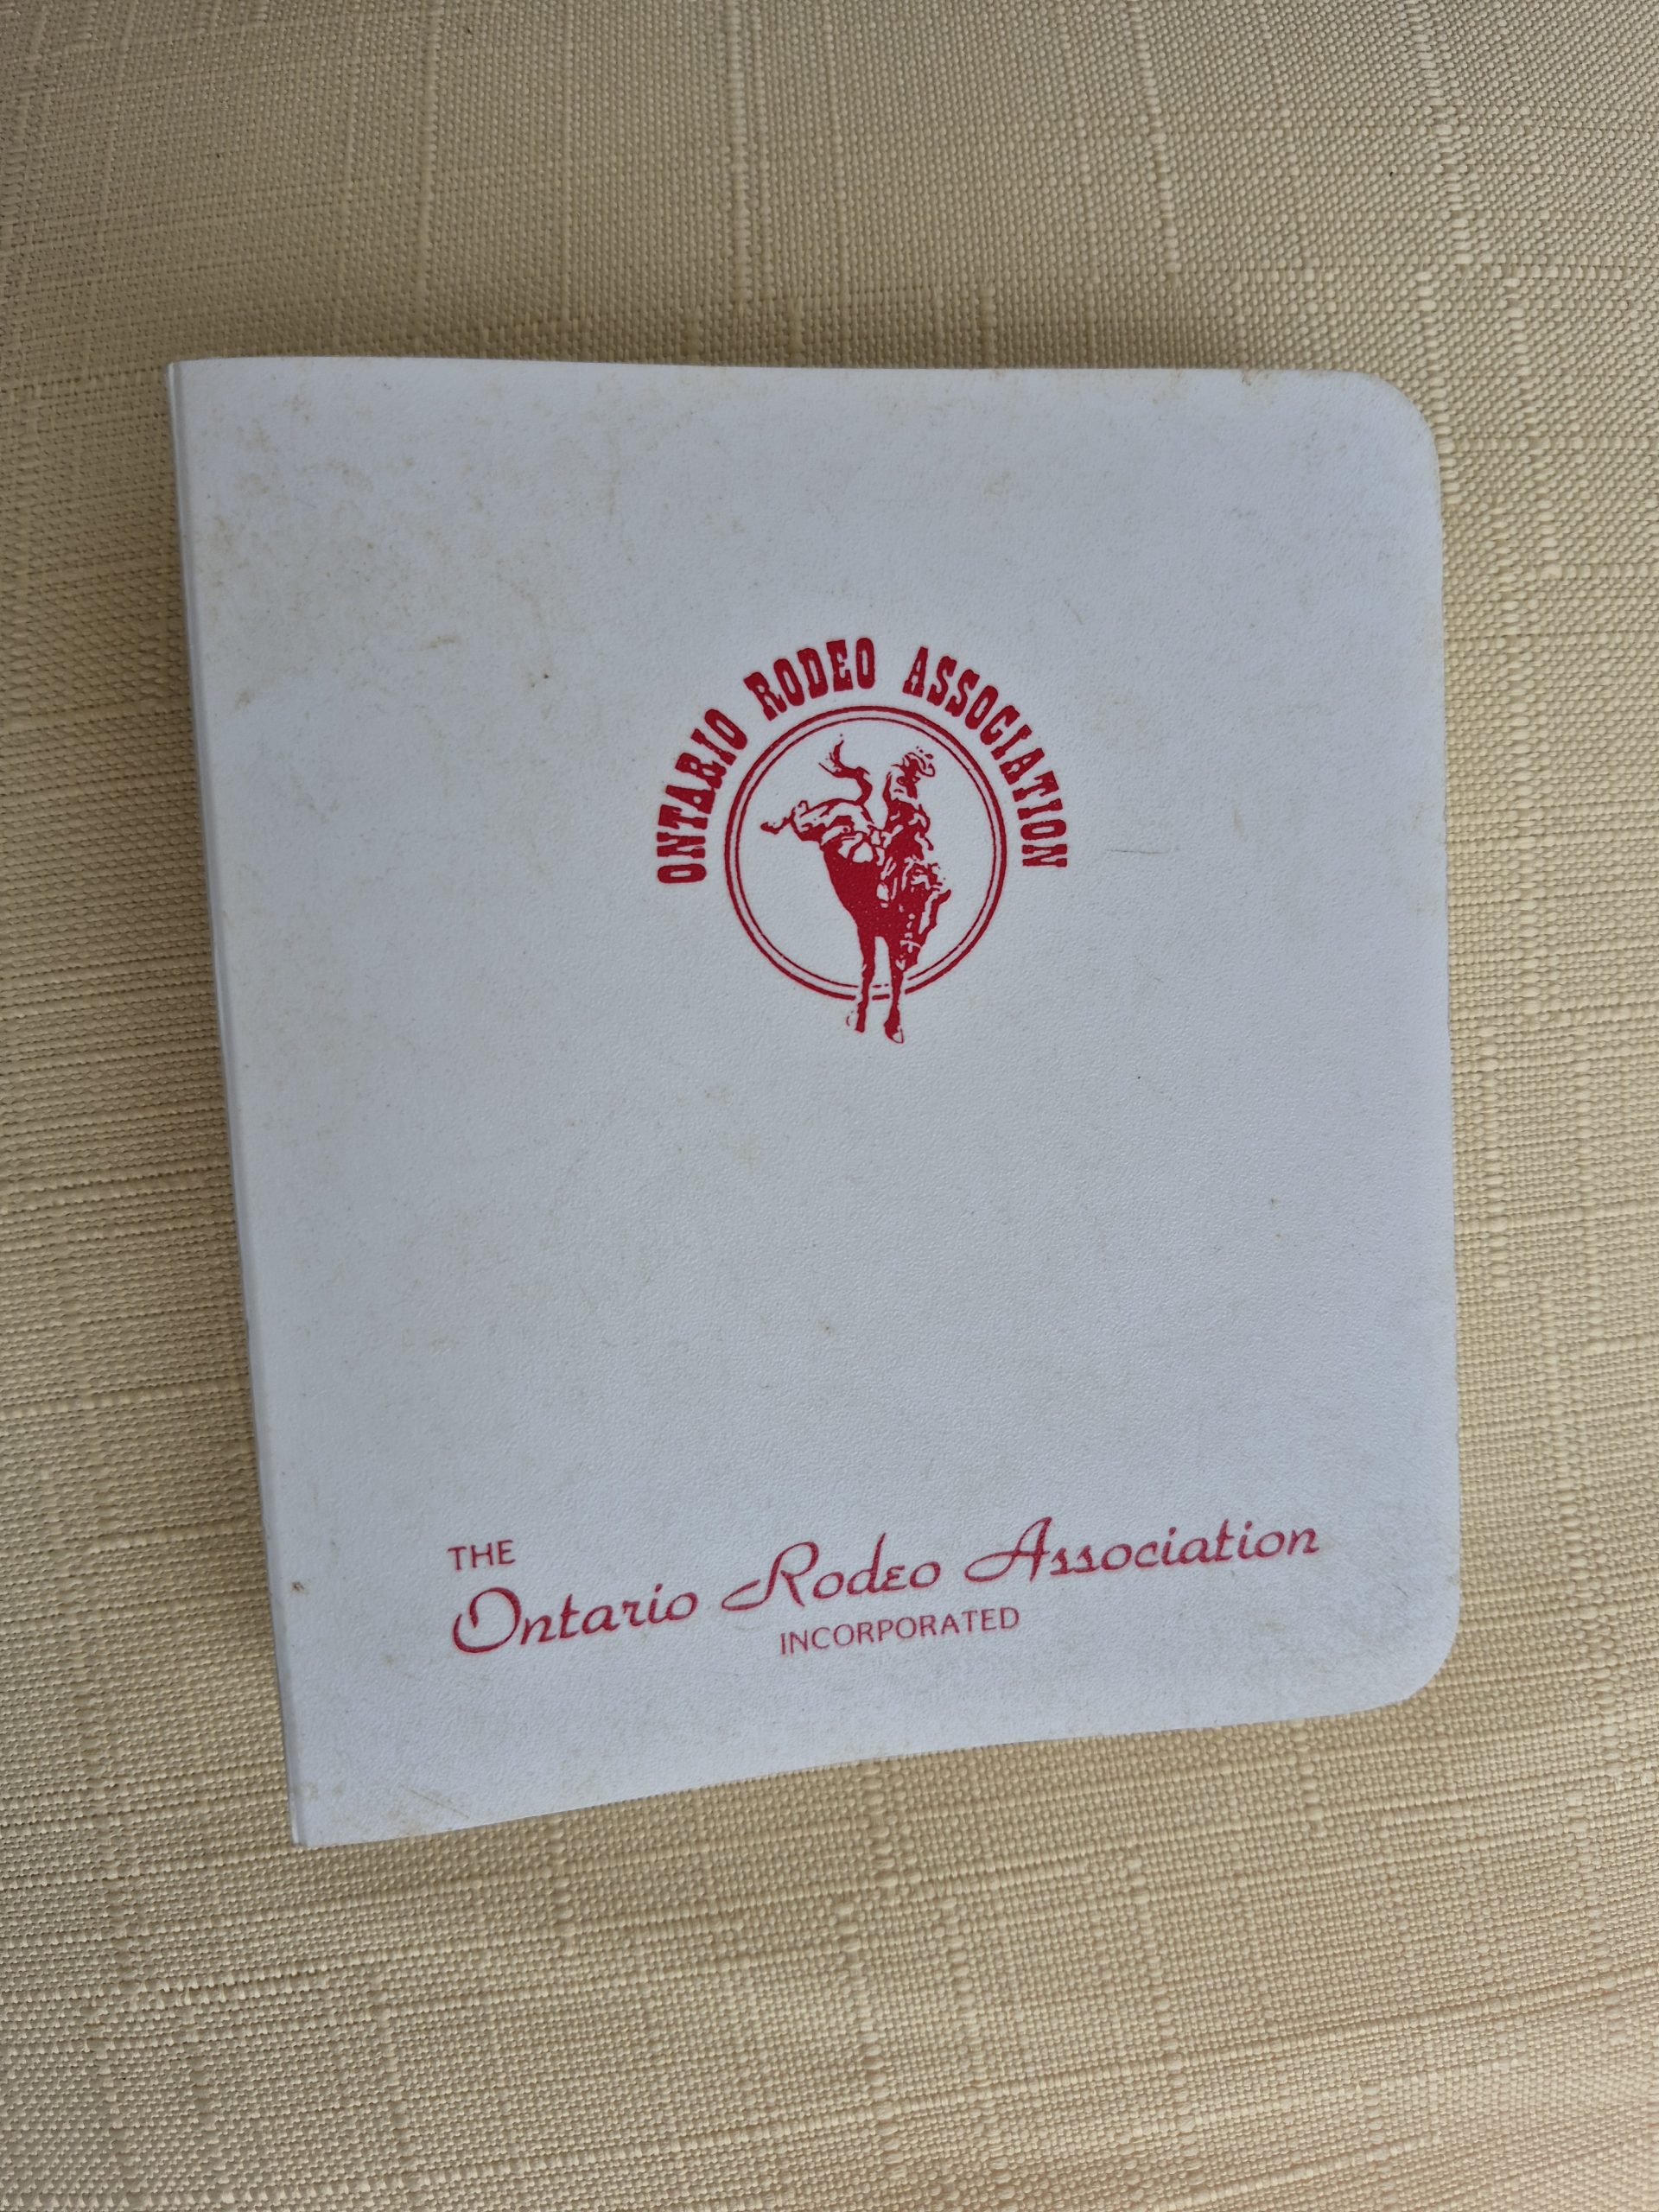 ONTARIO RODEO ASSOCIATION
THE
Ontario Rodeo Association
INCORPORATED